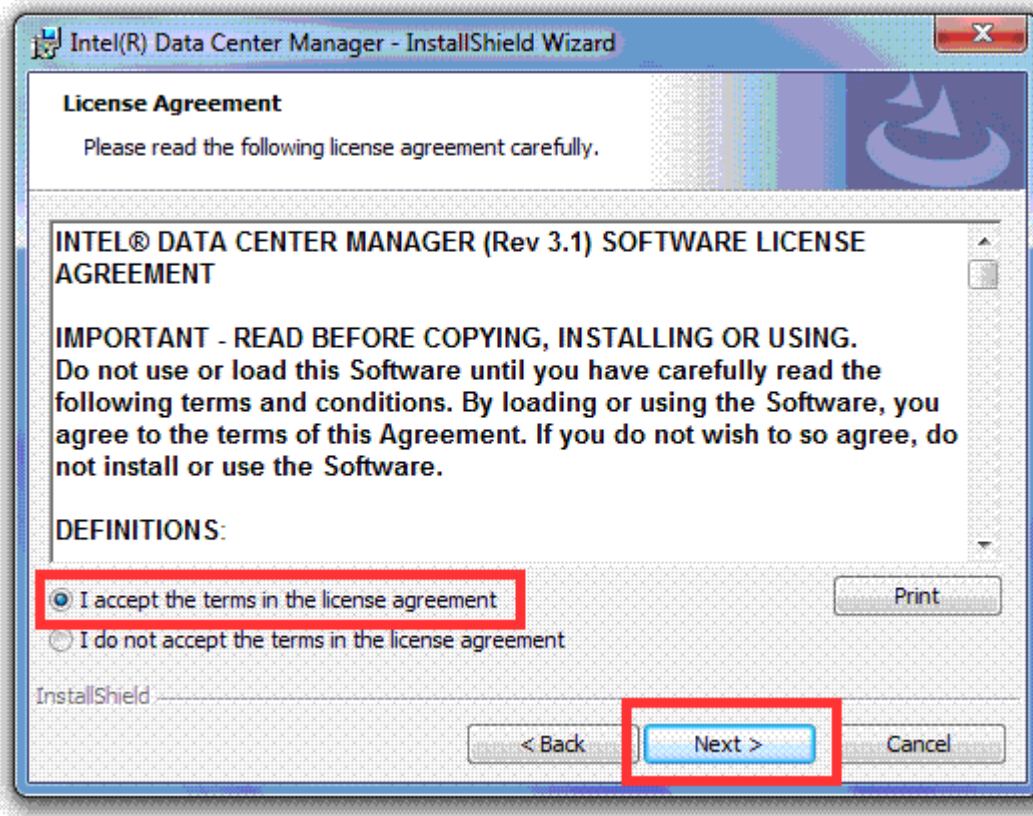 Intel(R) Data Center Manager - InstallShield Wizard
License Agreement
Please read the following license agreement carefully.
INTEL® DATA CENTER MANAGER (Rev 3.1) SOFTWARE LICENSE
AGREEMENT
IMPORTANT - READ BEFORE COPYING, INSTALLING OR USING.
Do not use or load this Software until you have carefully read the
following terms and conditions. By loading or using the Software, you
agree to the terms of this Agreement. If you do not wish to so agree, do
not install or use the Software.
DEFINITIONS:
I accept the terms in the license agreement
Print
I do not accept the terms in the license agreement
InstallShield
< Back
Next >
Cancel